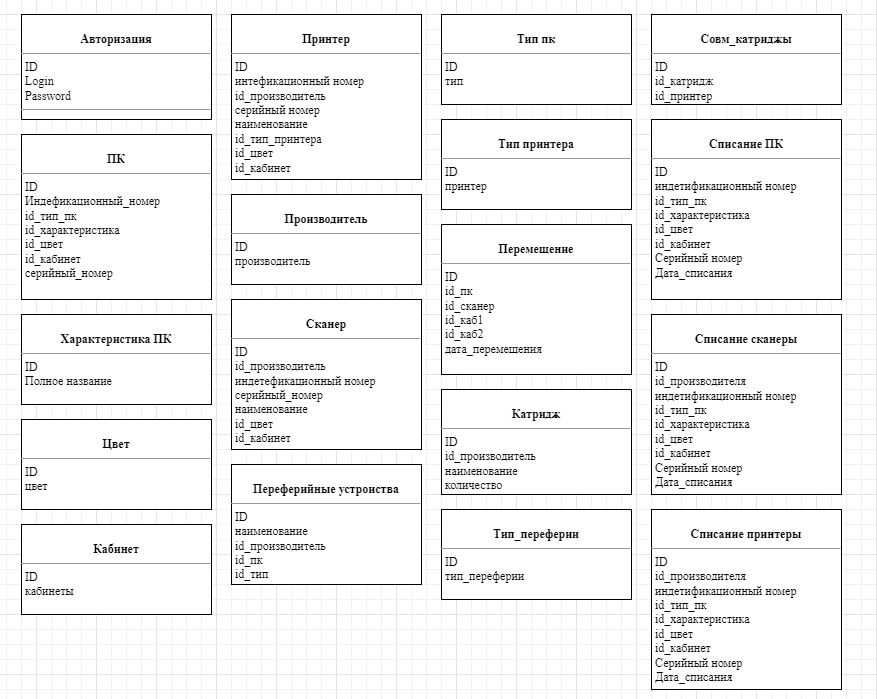 Авторизация
ID
Login
Password
ПК
ID
Индефикационный_номер
id_тип_пк
id_характеристика
id_цвет
id_кабинет
серийный_номер
Характеристика ПК
ID
Полное название
Цвет
ID
цвет
Кабинет
ID
кабинеты
Принтер
ID
интефикационный номер
id_производитель
серийный номер
наименование
id_тип_принтера
id_цвет
id_кабинет
Производитель
ID
производитель
Сканер
ID
id_производитель
индетефикационный номер
серийный_номер
наименование
id_цвет
id_кабинет
Переферийные устроиства
ID
наименование
id_производитель
id_пк
id_тип
Тип пк
ID
тип
Тип принтера
ID
принтер
Перемещение
ID
id_пк
id_сканер
id_каб1
id_каб2
дата_перемещения
Катридж
ID
id_производитель
наименование
количество
Тип_переферии
ID
тип_переферии
Совм_катриджы
ID
id_катридж
id_принтер
Списание ПК
ID
индетификационный номер
id_тип_пк
id_характеристика
id_цвет
id_кабинет
Серийный номер
Дата_списания
Списание сканеры
ID
id_производителя
индетификационный номер
id_тип_пк
id_характеристика
id_цвет
id_кабинет
Серийный номер
Дата_списания
Списание принтеры
ID
id_производителя
индетификационный номер
id_тип_пк
id_характеристика
id_цвет
id_кабинет
Серийный номер
Дата_списания